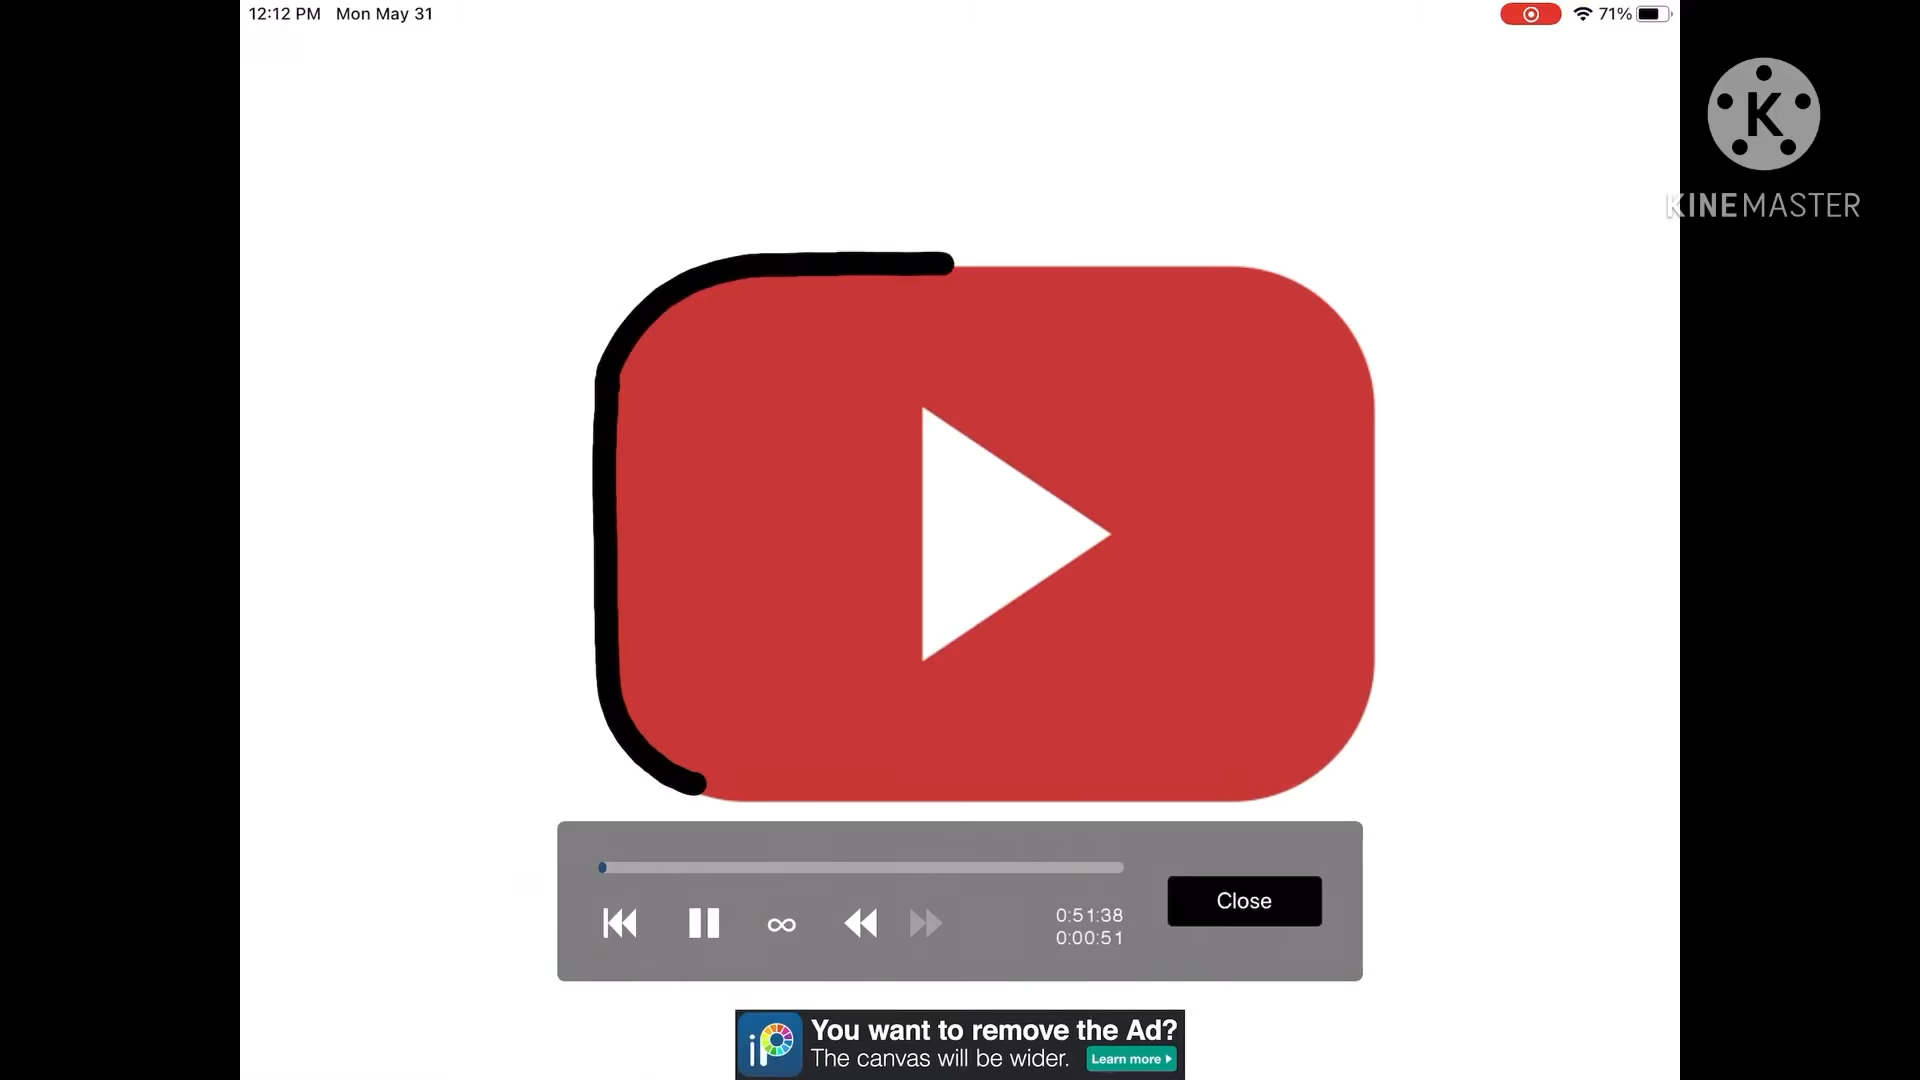 12:12 PM Mon May 31
71%
K
KINEMASTER
0:51:38
0:00:51
Close
iP
You want to remove the Ad?
The canvas will be wider.
Learn more